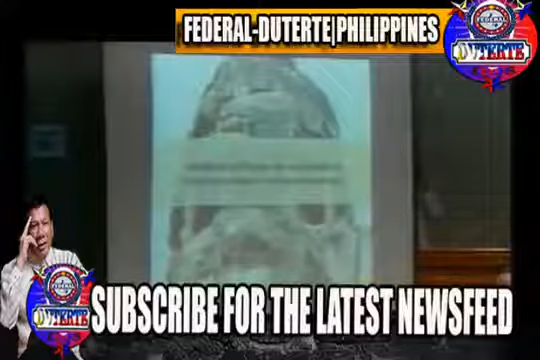 FEDERAL-DUTERTE|PHILIPPINES
FEDERAL
DUTERTE
FEDERAL
DUTERTE
SUBSCRIBE FOR THE LATEST NEWSFEED